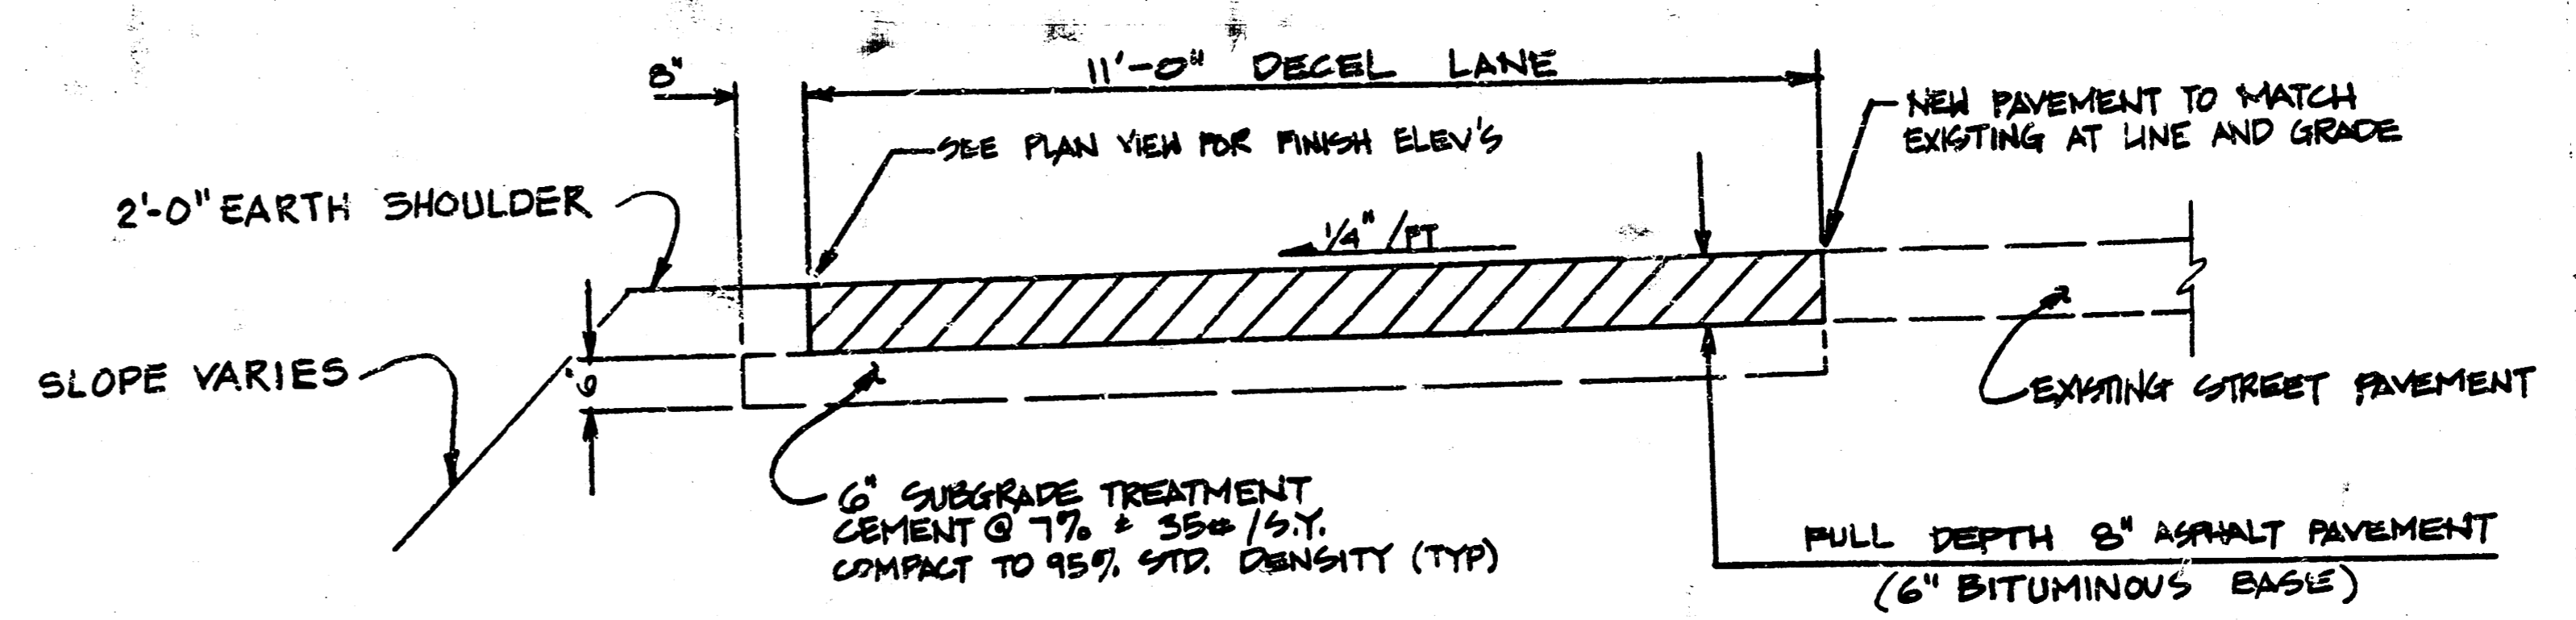 8"
11'-0" DECEL LANE
NEW PAVEMENT TO MATCH
EXISTING AT LINE AND GRADE
SEE PLAN VIEW FOR FINISH ELEV'S
2'-0" EARTH SHOULDER
1/4" /FT
SLOPE VARIES
6"
EXISTING STREET PAVEMENT
6" SUBGRADE TREATMENT
CEMENT @ 7% ± 35# /S.Y.
COMPACT TO 95% STD. DENSITY (TYP)
FULL DEPTH 8" ASPHALT PAVEMENT
(6" BITUMINOUS BASE)